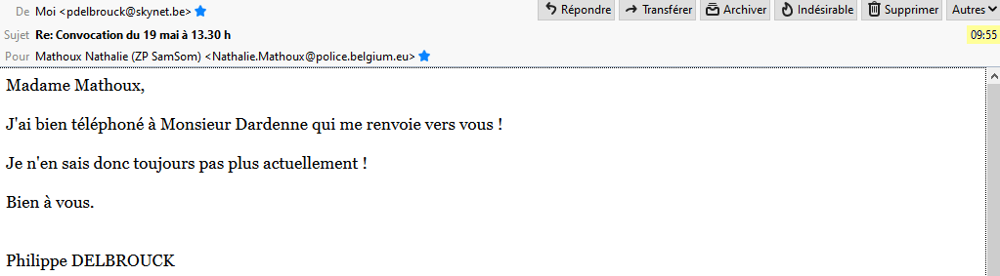 De Moi <pdelbrouck@skynet.be>
Répondre Transférer Archiver Indésirable Supprimer Autres
Sujet Re: Convocation du 19 mai à 13.30 h
09:55
Pour Mathoux Nathalie (ZP SamSom) <Nathalie.Mathoux@police.belgium.eu>
Madame Mathoux,
J'ai bien téléphoné à Monsieur Dardenne qui me renvoie vers vous !
Je n'en sais donc toujours pas plus actuellement !
Bien à vous.
Philippe DELBROUCK